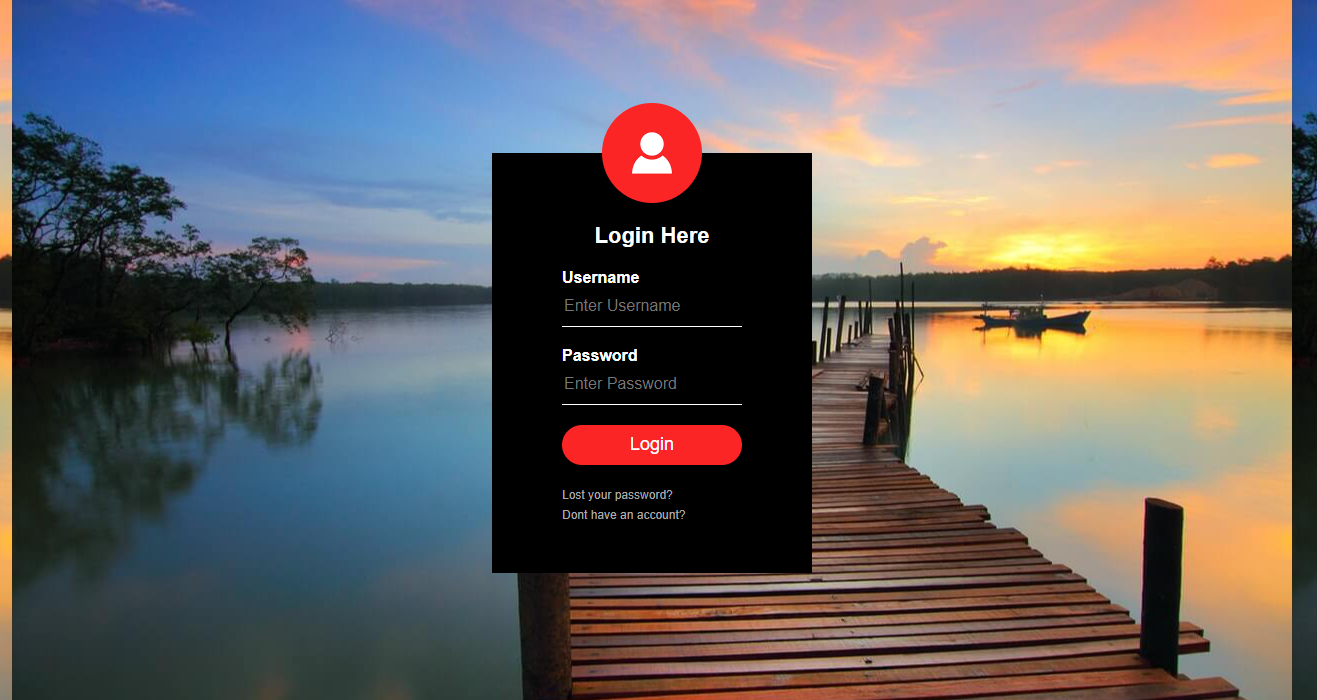 Login Here
Username
Enter Username
Password
Enter Password
Login
Lost your password?
Dont have an account?